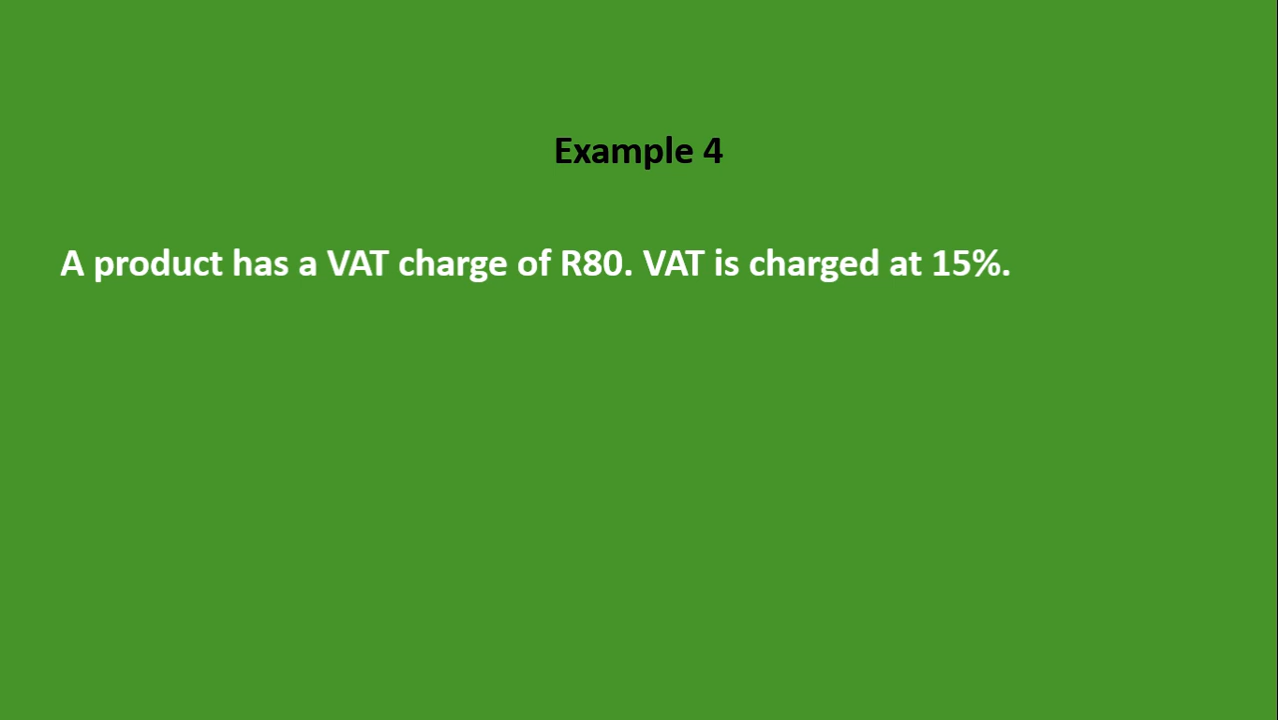 Example 4
A product has a VAT charge of R80. VAT is charged at 15%.